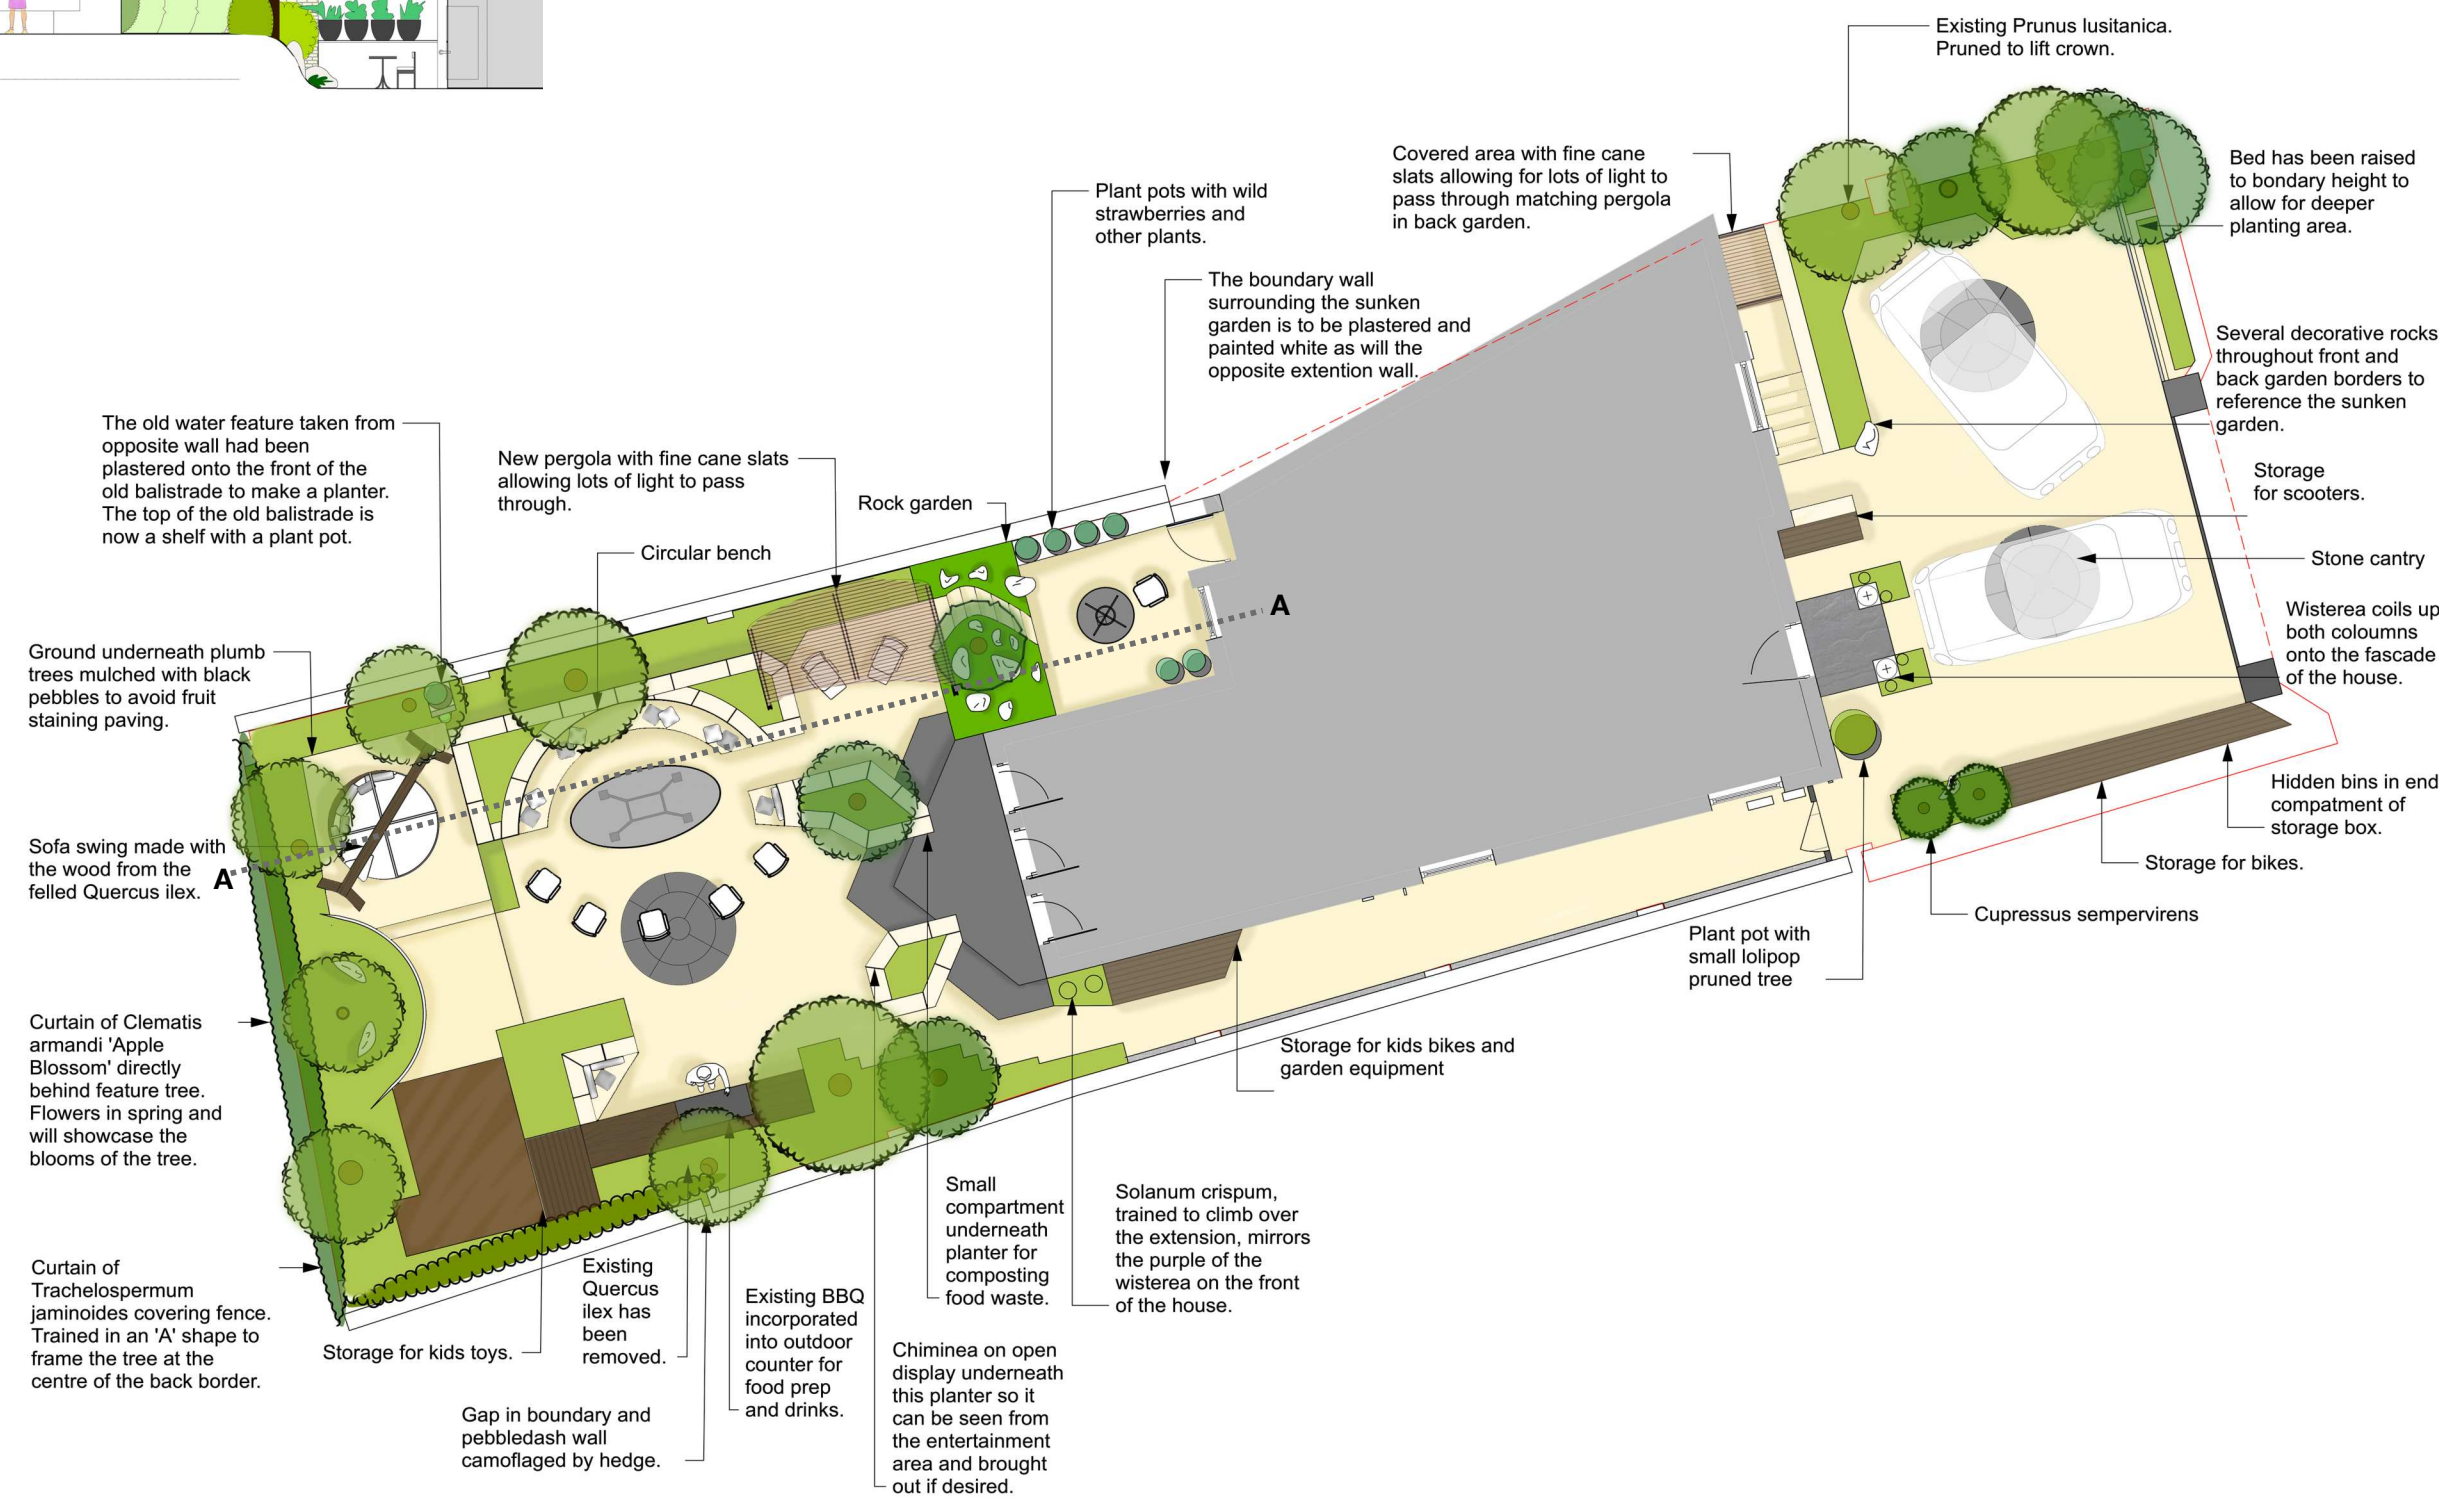 Existing Prunus lusitanica.
Pruned to lift crown.
Covered area with fine cane
slats allowing for lots of light to
pass through matching pergola
in back garden.
Bed has been raised
to bondary height to
allow for deeper
planting area.
Plant pots with wild
strawberries and
other plants.
The boundary wall
surrounding the sunken
garden is to be plastered and
painted white as will the
opposite extention wall.
Several decorative rocks
throughout front and
back garden borders to
reference the sunken
garden.
The old water feature taken from
opposite wall had been
plastered onto the front of the
old balistrade to make a planter.
The top of the old balistrade is
now a shelf with a plant pot.
New pergola with fine cane slats
allowing lots of light to pass
through.
Rock garden
Storage
for scooters.
Circular bench
Stone cantry
A
Wisterea coils up
both coloumns
onto the fascade
of the house.
Ground underneath plumb
trees mulched with black
pebbles to avoid fruit
staining paving.
Hidden bins in end
compatment of
storage box.
Sofa swing made with
the wood from the
felled Quercus ilex.
A
Storage for bikes.
Cupressus sempervirens
Plant pot with
small lolipop
pruned tree
Curtain of Clematis
armandi 'Apple
Blossom' directly
behind feature tree.
Flowers in spring and
will showcase the
blooms of the tree.
Storage for kids bikes and
garden equipment
Small
compartment
underneath
planter for
composting
food waste.
Solanum crispum,
trained to climb over
the extension, mirrors
the purple of the
wisterea on the front
of the house.
Curtain of
Trachelospermum
jaminoides covering fence.
Trained in an 'A' shape to
frame the tree at the
centre of the back border.
Storage for kids toys.
Existing
Quercus
ilex has
been
removed.
Existing BBQ
incorporated
into outdoor
counter for
food prep
and drinks.
Chiminea on open
display underneath
this planter so it
can be seen from
the entertainment
area and brought
out if desired.
Gap in boundary and
pebbledash wall
camoflaged by hedge.